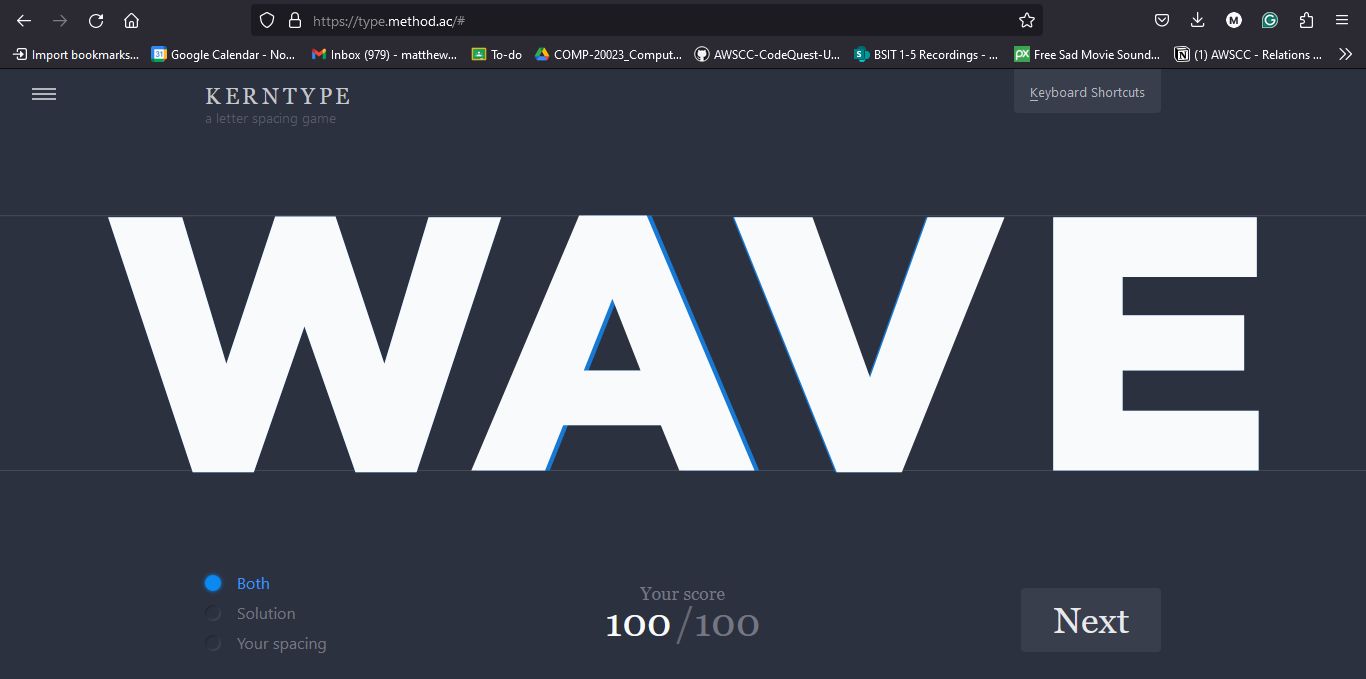 https://type.method.ac/#
Import bookmarks... 31 Google Calendar - No... Inbox (979) - matthew... To-do COMP-20023_Comput... AWSCC-CodeQuest-U... S BSIT 1-5 Recordings - ... px Free Sad Movie Sound... (1) AWSCC - Relations ...
KERNTYPE
a letter spacing game
Keyboard Shortcuts
WAVE
Both
Solution
Your spacing
Your score
100/100
Next